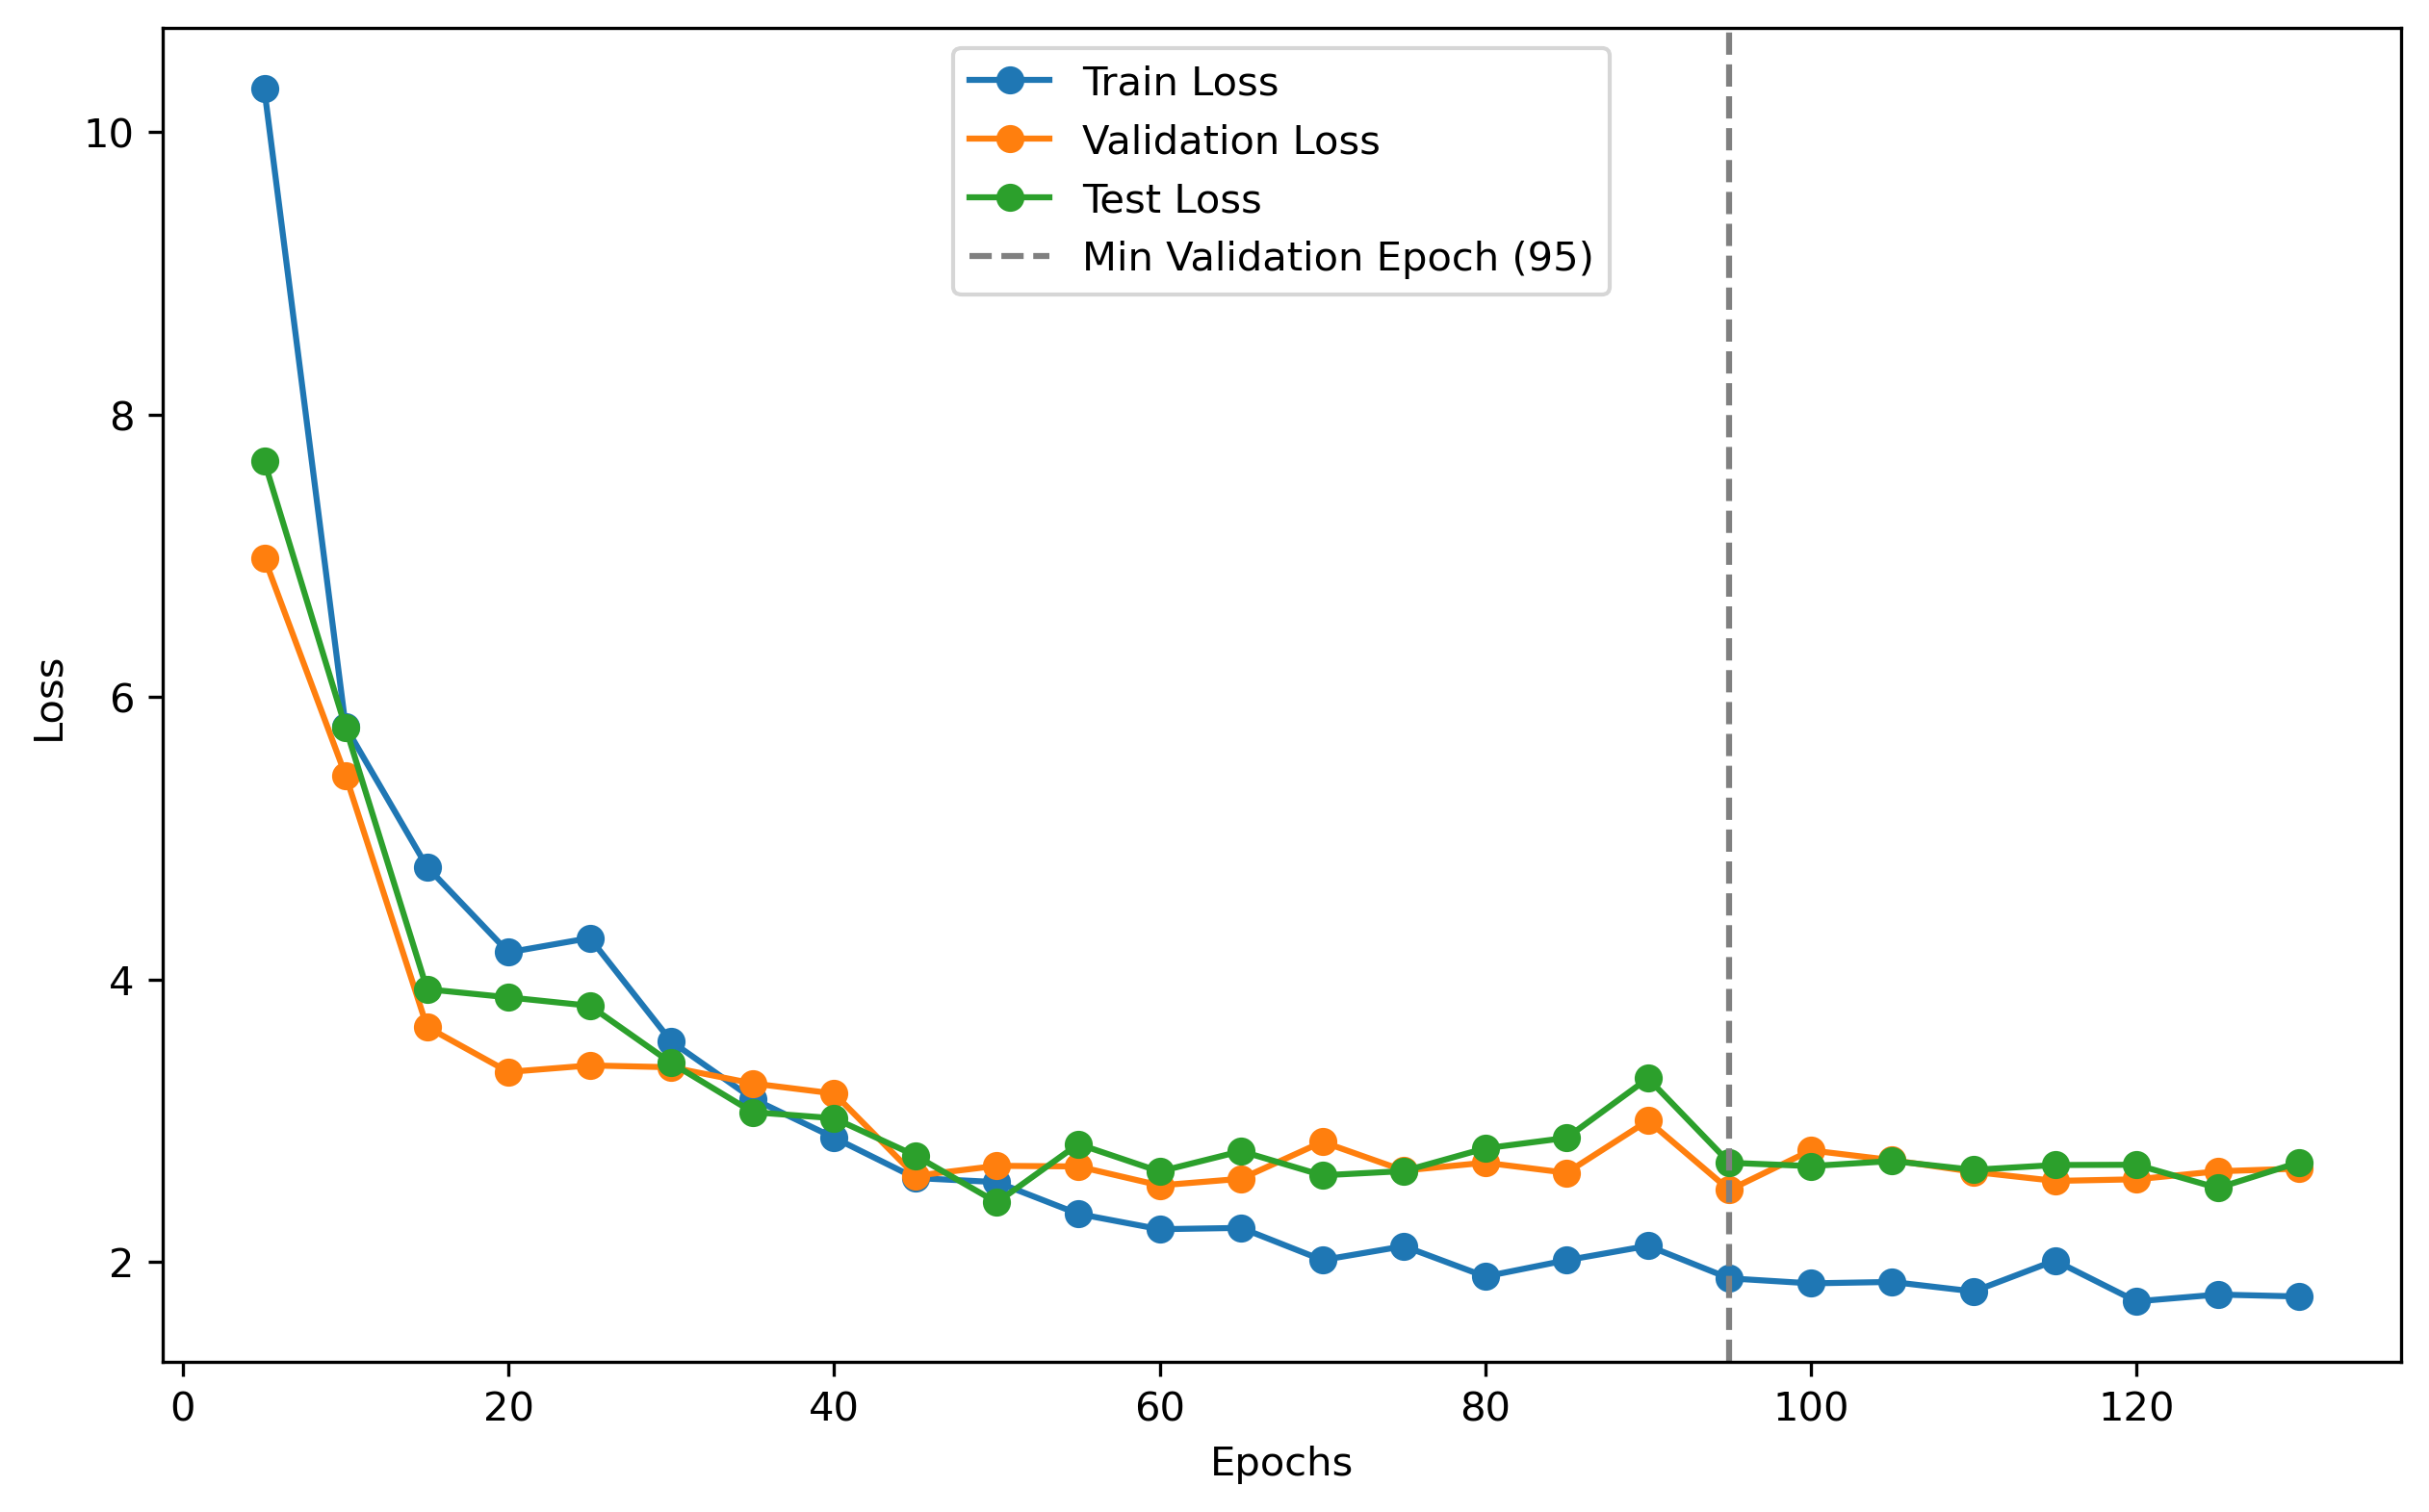 Train Loss
Validation Loss
Test Loss
Min Validation Epoch (95)
10
8
6
4
2
Loss
0 20 40 60 80 100 120
Epochs